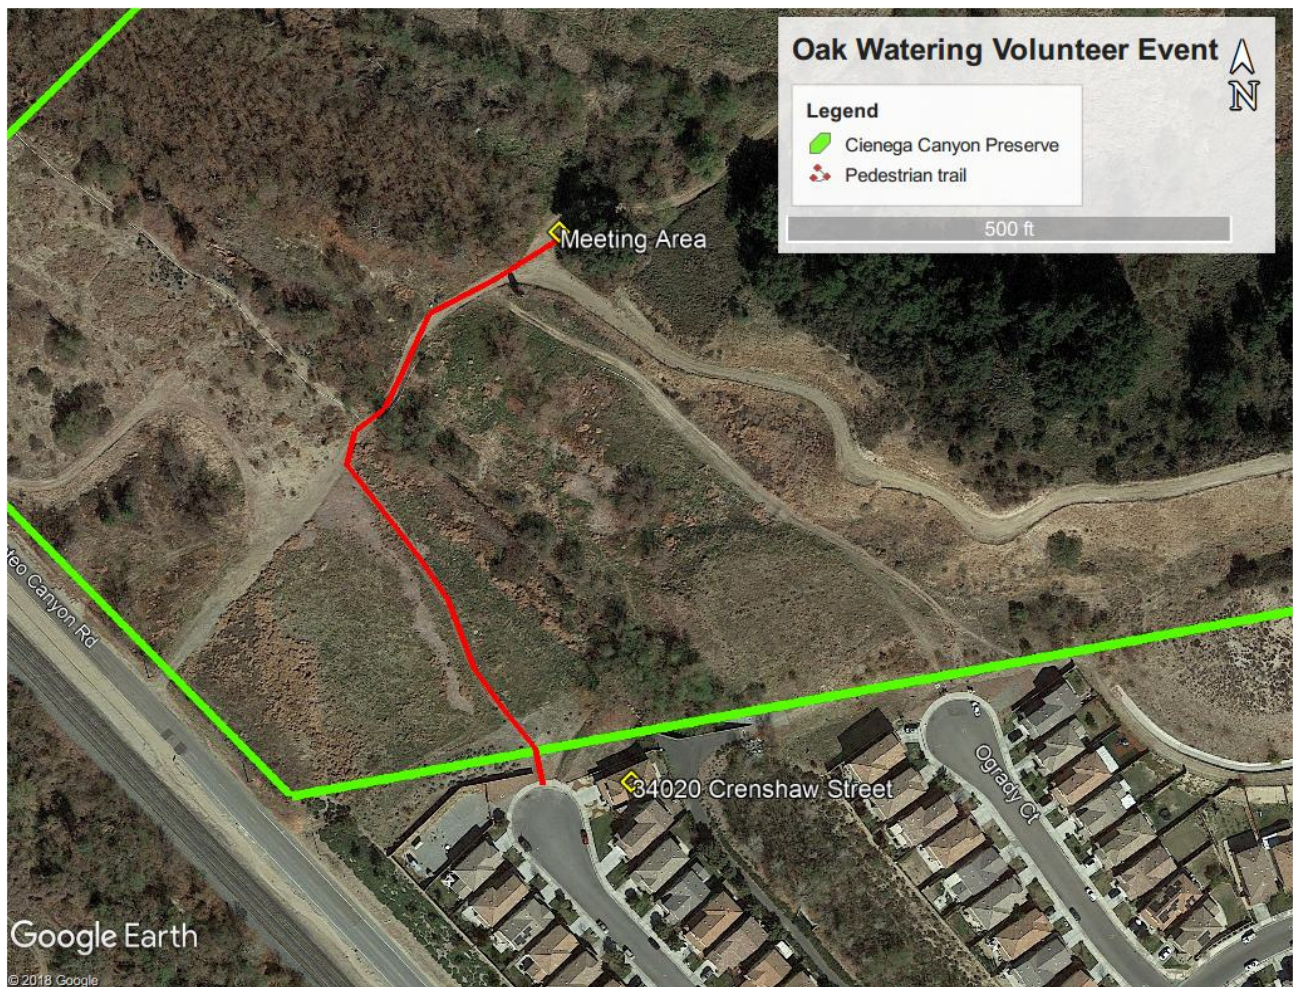 Oak Watering Volunteer Event
N
Legend
Cienega Canyon Preserve
Pedestrian trail
500 ft
Meeting Area
teo Canyon Rd
34020 Crenshaw Street
Ogrady Ct
Google Earth
© 2018 Google